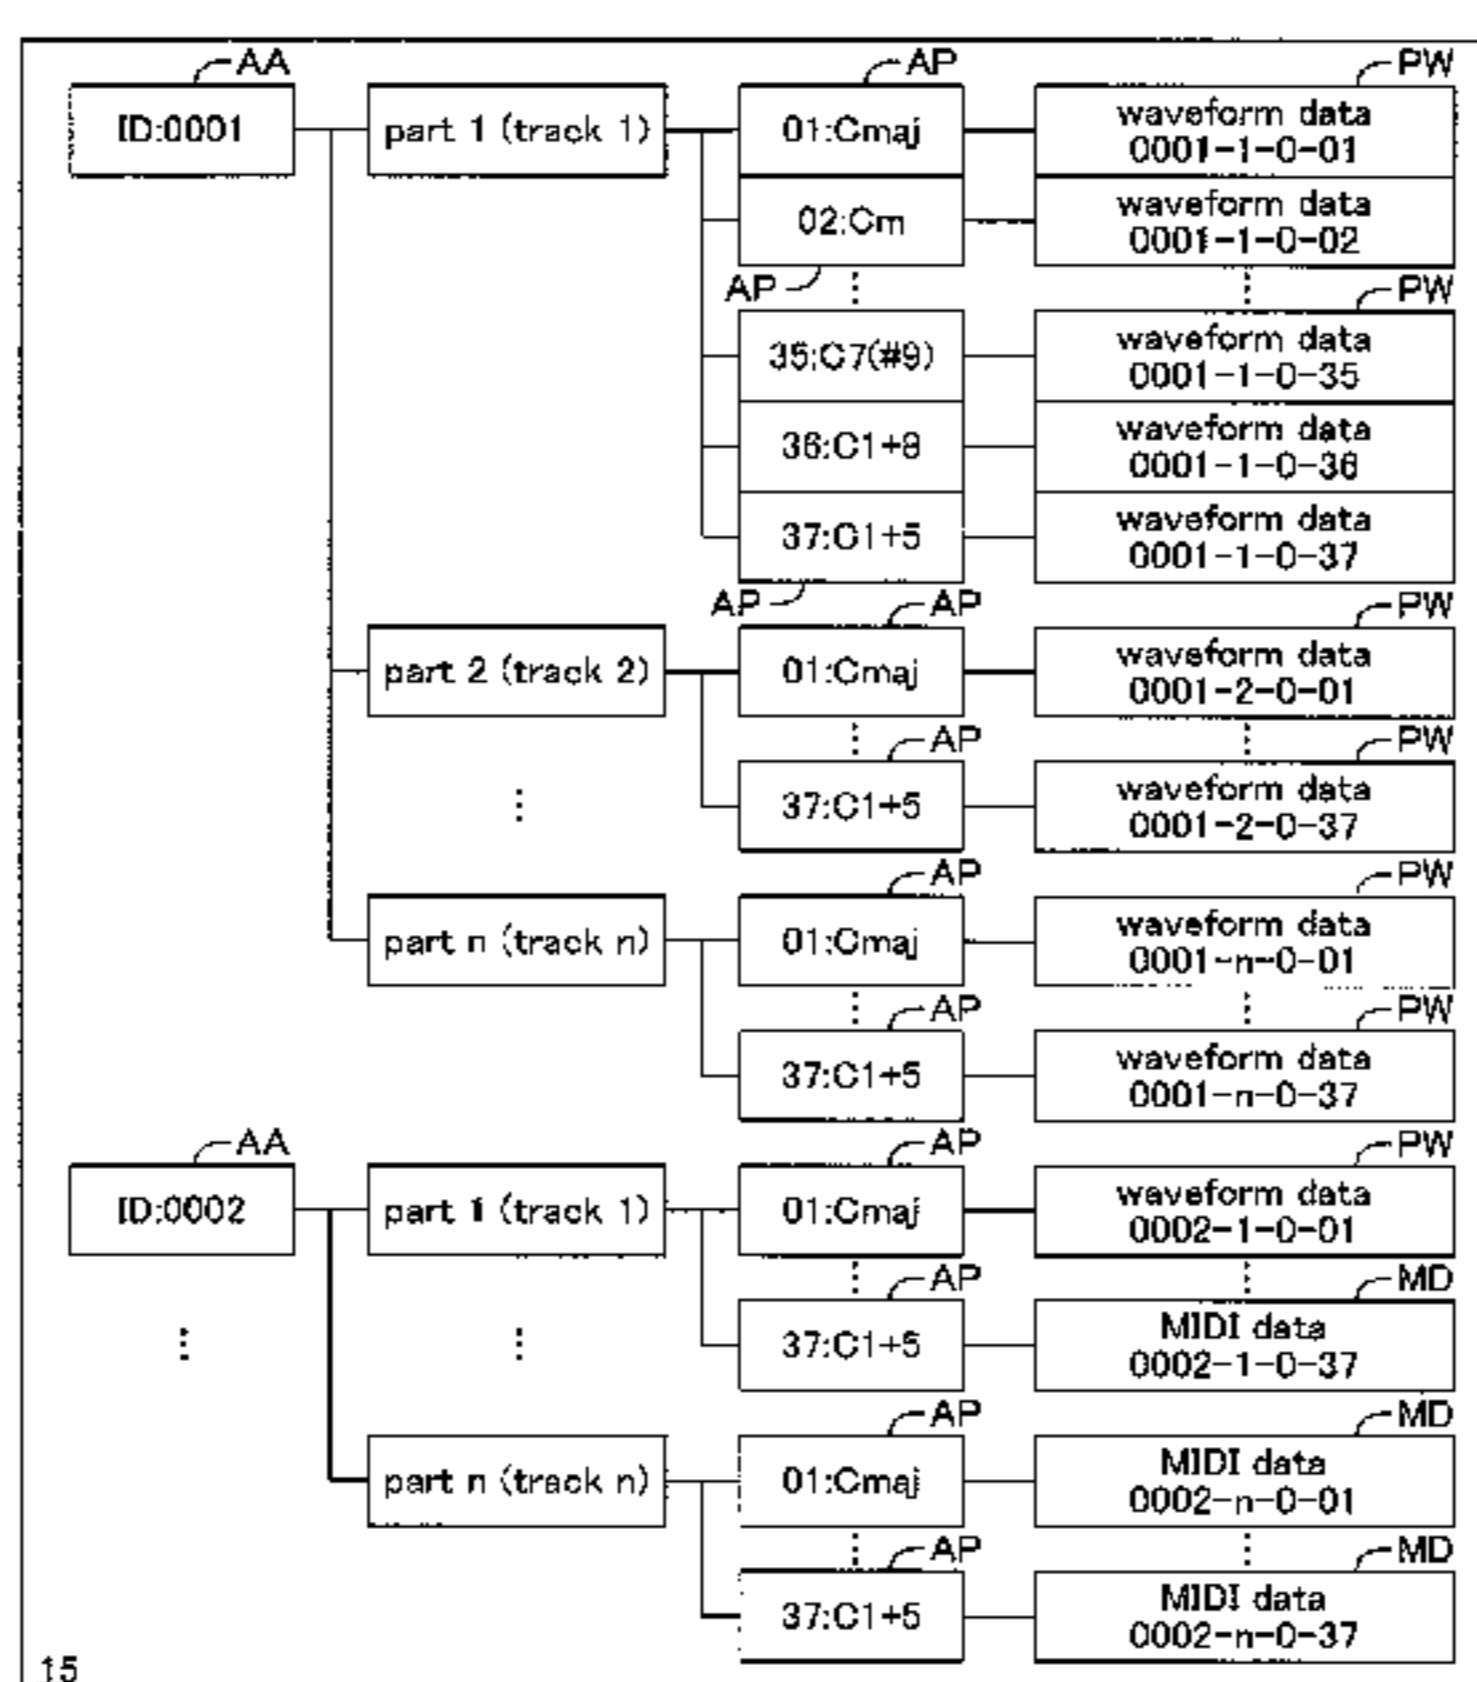 AA
AP
PW
ID:0001
part 1 (track 1)
01:Cmaj
waveform data
0001-1-0-01
02:Cm
waveform data
0001-1-0-02
AP
PW
35:C7(#9)
waveform data
0001-1-0-35
36:C1+8
waveform data
0001-1-0-36
37:C1+5
waveform data
0001-1-0-37
AP
AP
PW
part 2 (track 2)
01:Cmaj
waveform data
0001-2-0-01
AP
PW
37:C1+5
waveform data
0001-2-0-37
AP
PW
part n (track n)
01:Cmaj
waveform data
0001-n-0-01
AP
PW
37:C1+5
waveform data
0001-n-0-37
AA
AP
PW
ID:0002
part 1 (track 1)
01:Cmaj
waveform data
0002-1-0-01
AP
MD
37:C1+5
MIDI data
0002-1-0-37
AP
MD
part n (track n)
01:Cmaj
MIDI data
0002-n-0-01
AP
MD
37:C1+5
MIDI data
0002-n-0-37
15